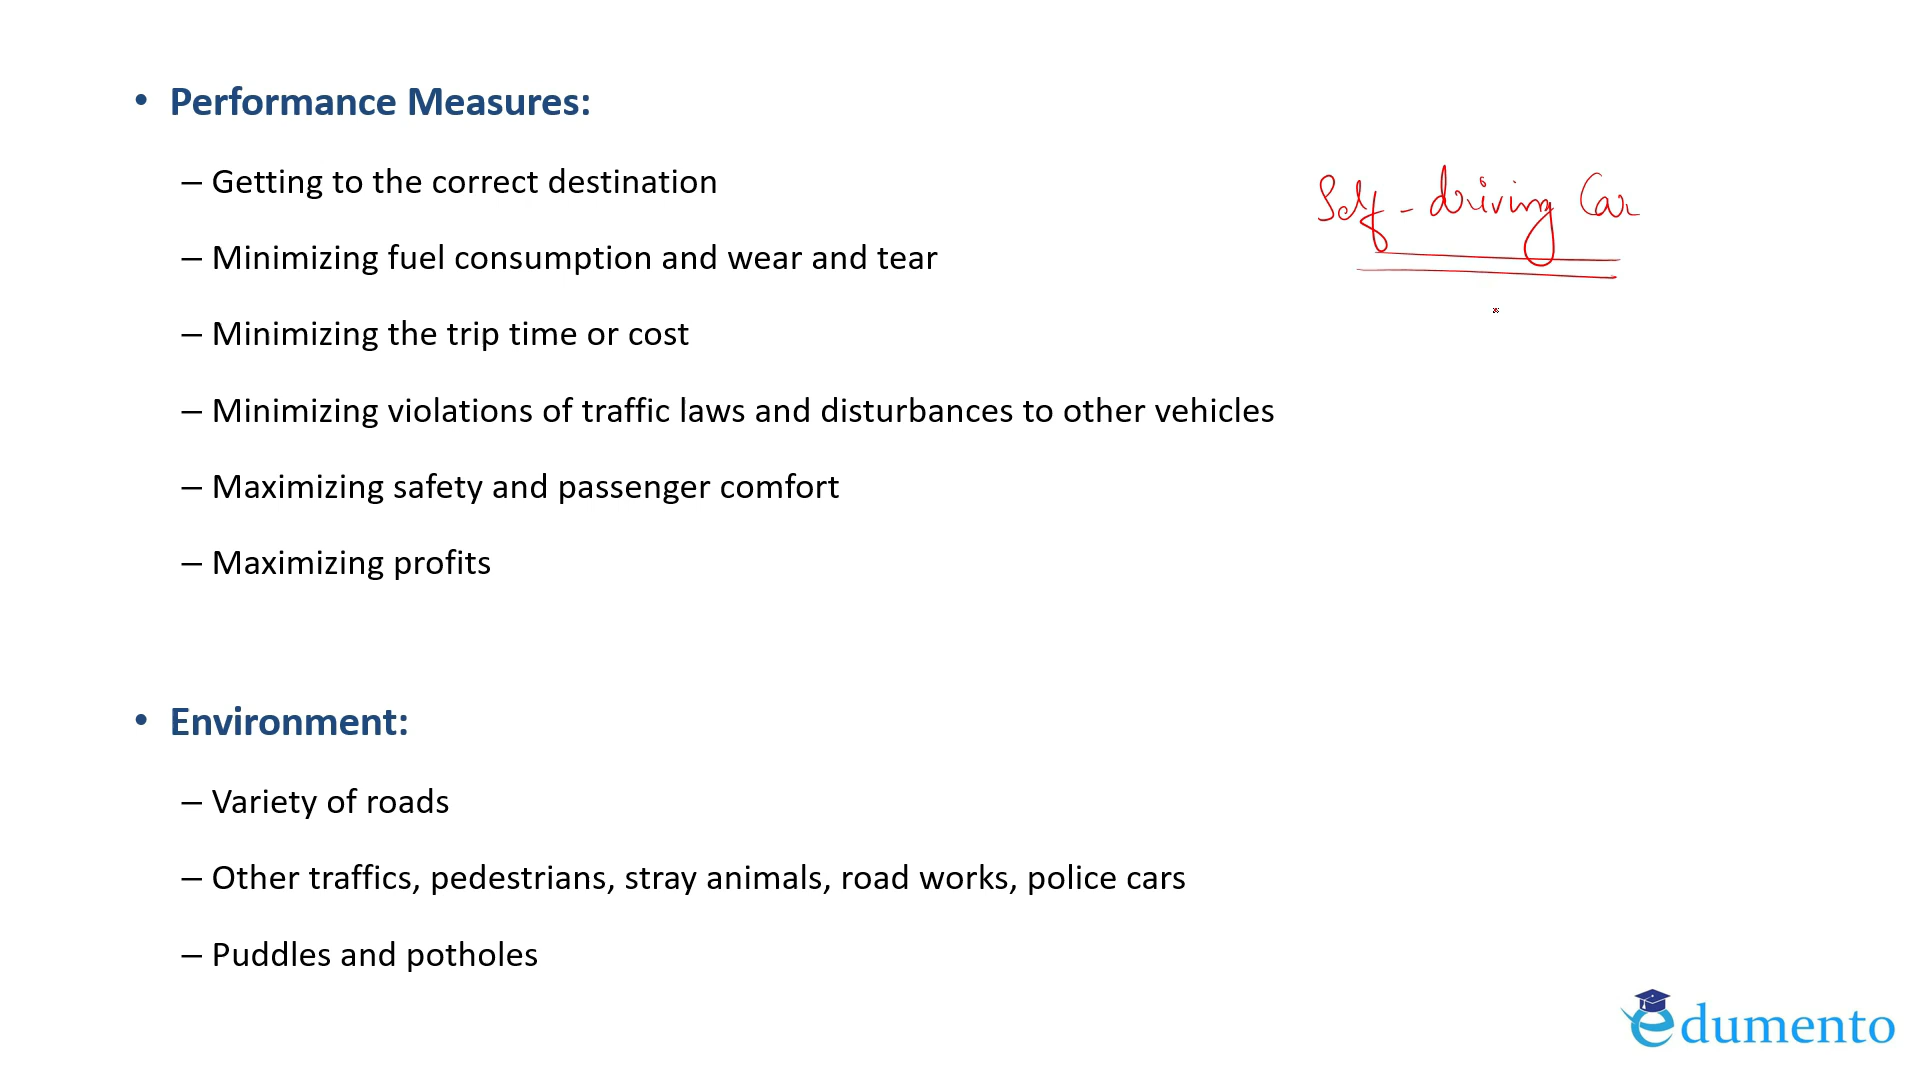 • Performance Measures:
– Getting to the correct destination
Self-driving Car
– Minimizing fuel consumption and wear and tear
– Minimizing the trip time or cost
– Minimizing violations of traffic laws and disturbances to other vehicles
– Maximizing safety and passenger comfort
– Maximizing profits
• Environment:
– Variety of roads
– Other traffics, pedestrians, stray animals, road works, police cars
– Puddles and potholes
edumento